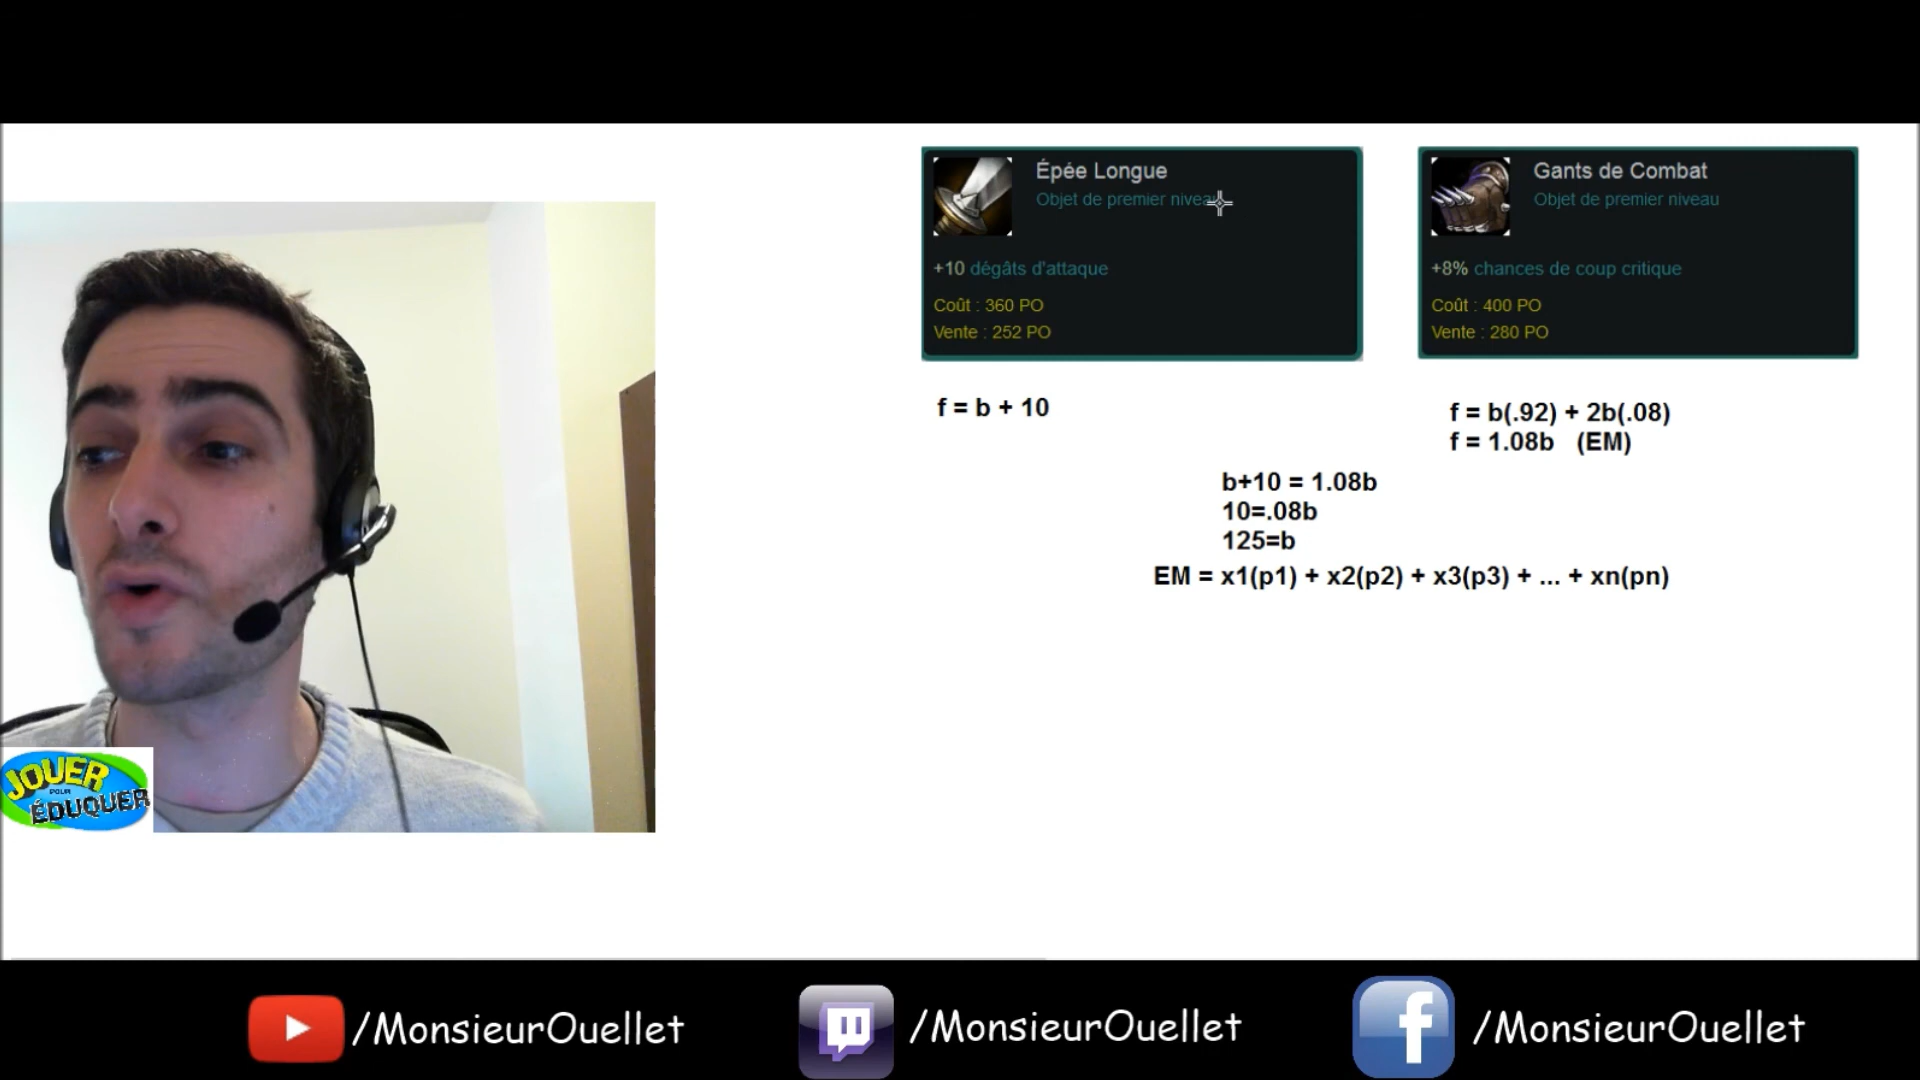 Épée Longue
Objet de premier niveau
+10 dégâts d'attaque
Coût : 360 PO
Vente : 252 PO
Gants de Combat
Objet de premier niveau
+8% chances de coup critique
Coût : 400 PO
Vente : 280 PO
f = b + 10
f = b(.92) + 2b(.08)
f = 1.08b (EM)
b+10 = 1.08b
10=.08b
125=b
EM = x1(p1) + x2(p2) + x3(p3) + ... + xn(pn)
JOUER
POUR
ÉDUQUER
/MonsieurOuellet
/MonsieurOuellet
f
/MonsieurOuellet